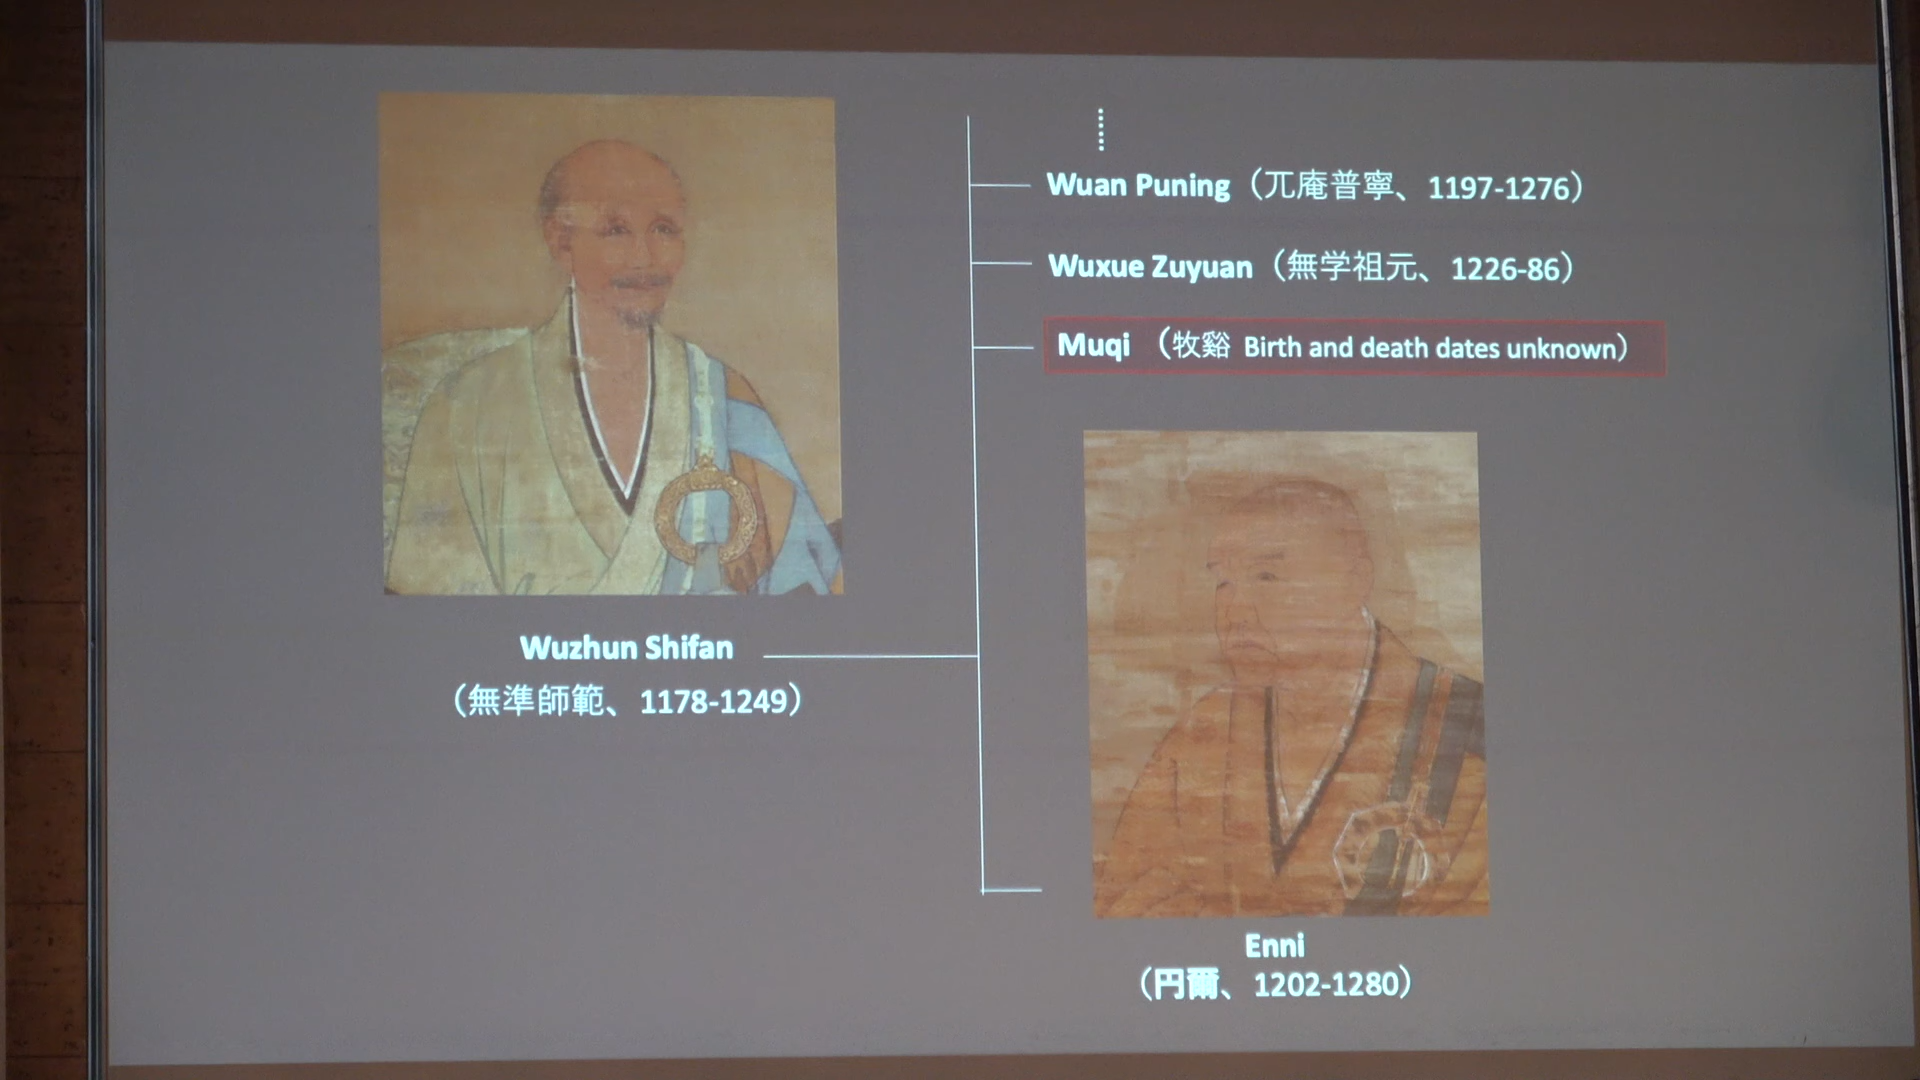 Wuan Puning（兀庵普寧、1197-1276）
Wuxue Zuyuan（無学祖元、1226-86）
Muqi （牧谿 Birth and death dates unknown）
Wuzhun Shifan
（無準師範、1178-1249）
Enni
（円爾、1202-1280）